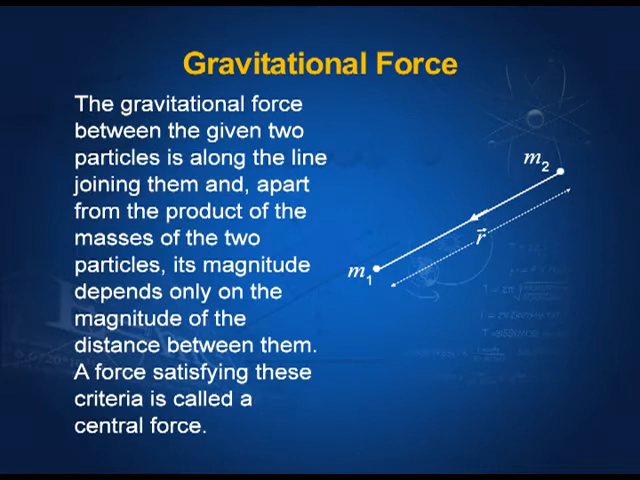 Gravitational Force
The gravitational force
between the given two
particles is along the line
joining them and, apart
from the product of the
masses of the two
particles, its magnitude
depends only on the
magnitude of the
distance between them.
A force satisfying these
criteria is called a
central force.
m₂
r⃗
m₁